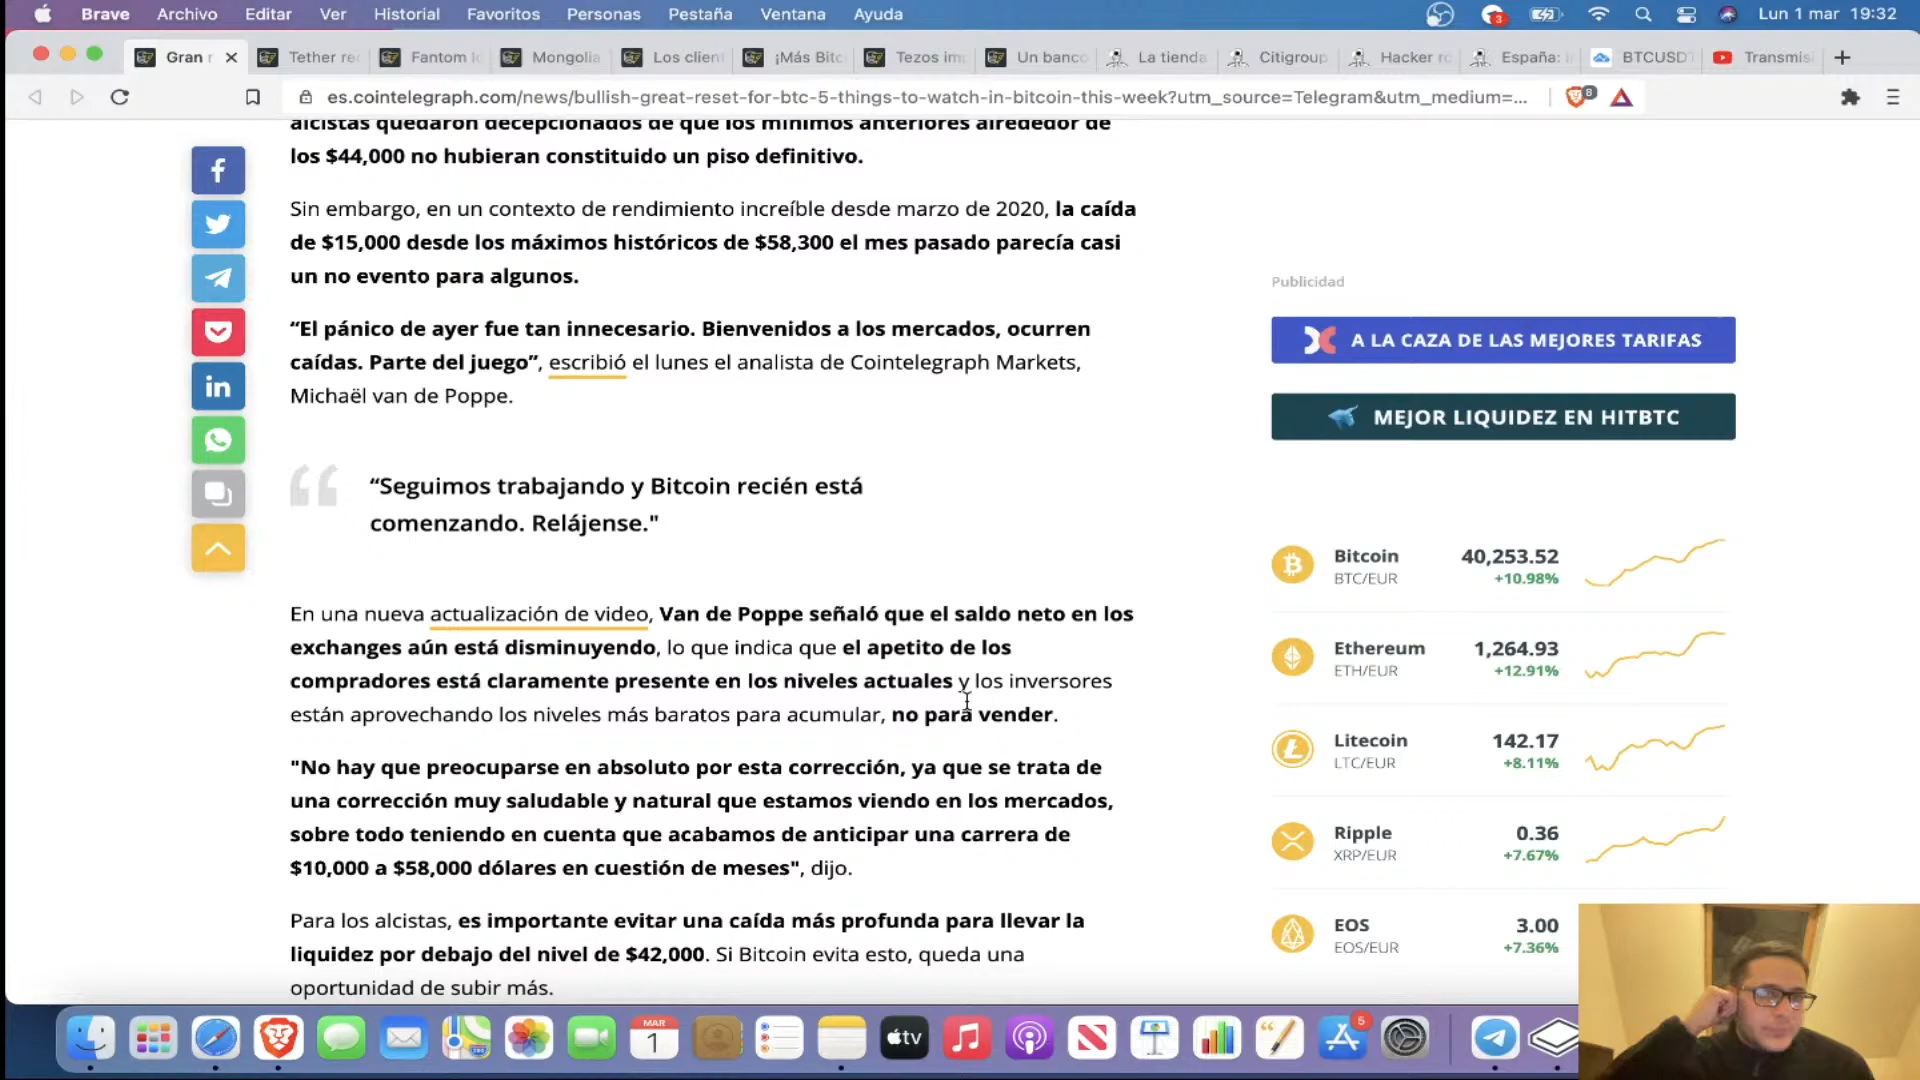 Brave Archivo Editar Ver Historial Favoritos Personas Pestaña Ventana Ayuda
3
Lun 1 mar 19:32
Gran
Tether re
Fantom
Mongolia
Los client
¡Más Bitc
Tezos im
Un banco
La tienda
Citigroup
Hacker ro
España:
BTCUSDT
Transmis
es.cointelegraph.com/news/bullish-great-reset-for-btc-5-things-to-watch-in-bitcoin-this-week?utm_source=Telegram&utm_medium=...
8
alcistas quedaron decepcionados de que los mínimos anteriores alrededor de
los $44,000 no hubieran constituido un piso definitivo.
Sin embargo, en un contexto de rendimiento increíble desde marzo de 2020, la caída
de $15,000 desde los máximos históricos de $58,300 el mes pasado parecía casi
un no evento para algunos.
“El pánico de ayer fue tan innecesario. Bienvenidos a los mercados, ocurren
caídas. Parte del juego”, escribió el lunes el analista de Cointelegraph Markets,
Michaël van de Poppe.
“Seguimos trabajando y Bitcoin recién está
comenzando. Relájense."
En una nueva actualización de video, Van de Poppe señaló que el saldo neto en los
exchanges aún está disminuyendo, lo que indica que el apetito de los
compradores está claramente presente en los niveles actuales y los inversores
están aprovechando los niveles más baratos para acumular, no para vender.
"No hay que preocuparse en absoluto por esta corrección, ya que se trata de
una corrección muy saludable y natural que estamos viendo en los mercados,
sobre todo teniendo en cuenta que acabamos de anticipar una carrera de
$10,000 a $58,000 dólares en cuestión de meses", dijo.
Para los alcistas, es importante evitar una caída más profunda para llevar la
liquidez por debajo del nivel de $42,000. Si Bitcoin evita esto, queda una
oportunidad de subir más.
Publicidad
A LA CAZA DE LAS MEJORES TARIFAS
MEJOR LIQUIDEZ EN HITBTC
Bitcoin 40,253.52
BTC/EUR +10.98%
Ethereum 1,264.93
ETH/EUR +12.91%
Litecoin 142.17
LTC/EUR +8.11%
Ripple 0.36
XRP/EUR +7.67%
EOS 3.00
EOS/EUR +7.36%
MAR
1
tv
5